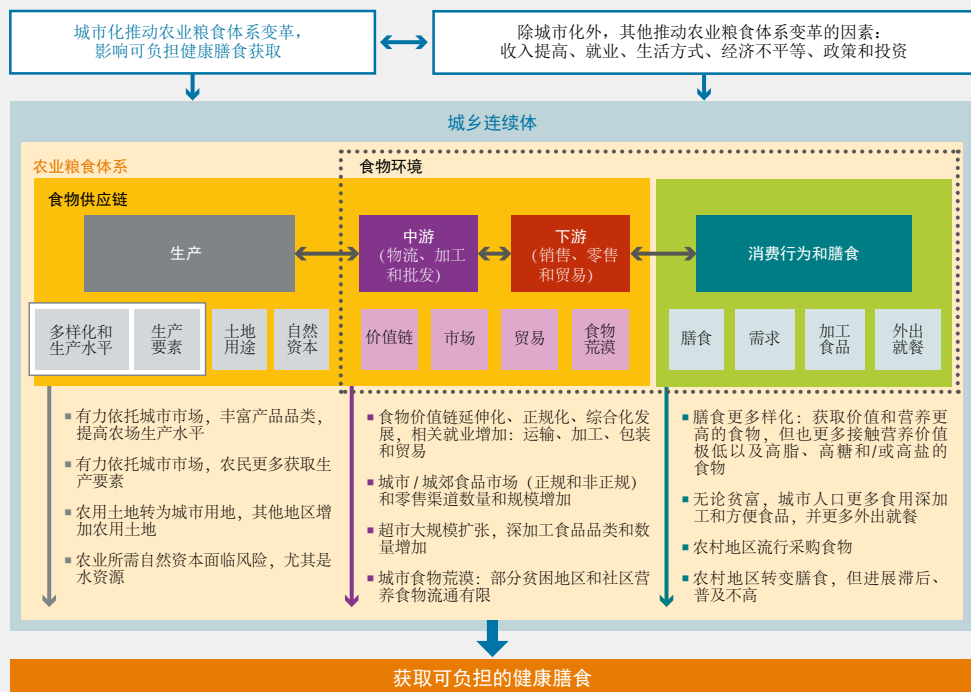 城市化推动农业粮食体系变革，
影响可负担健康膳食获取
除城市化外，其他推动农业粮食体系变革的因素：
收入提高、就业、生活方式、经济不平等、政策和投资
城乡连续体
农业粮食体系
食物环境
食物供应链
生产
中游
（物流、加工
和批发）
下游
（销售、零售
和贸易）
消费行为和膳食
多样化和
生产水平
生产
要素
土地
用途
自然
资本
价值链
市场
贸易
食物
荒漠
膳食
需求
加工
食品
外出
就餐
■ 有力依托城市市场，丰富产品品类，
提高农场生产水平
■ 有力依托城市市场，农民更多获取生
产要素
■ 农用土地转为城市用地，其他地区增
加农用土地
■ 农业所需自然资本面临风险，尤其是
水资源
■ 食物价值链延伸化、正规化、综合化发
展，相关就业增加：运输、加工、包装
和贸易
■ 城市 / 城郊食品市场（正规和非正规）
和零售渠道数量和规模增加
■ 超市大规模扩张，深加工食品品类和数
量增加
■ 城市食物荒漠：部分贫困地区和社区营
养食物流通有限
■ 膳食更多样化：获取价值和营养更
高的食物，但也更多接触营养价值
极低以及高脂、高糖和/或高盐的
食物
■ 无论贫富，城市人口更多食用深加
工和方便食品，并更多外出就餐
■ 农村地区流行采购食物
■ 农村地区转变膳食，但进展滞后、
普及不高
获取可负担的健康膳食